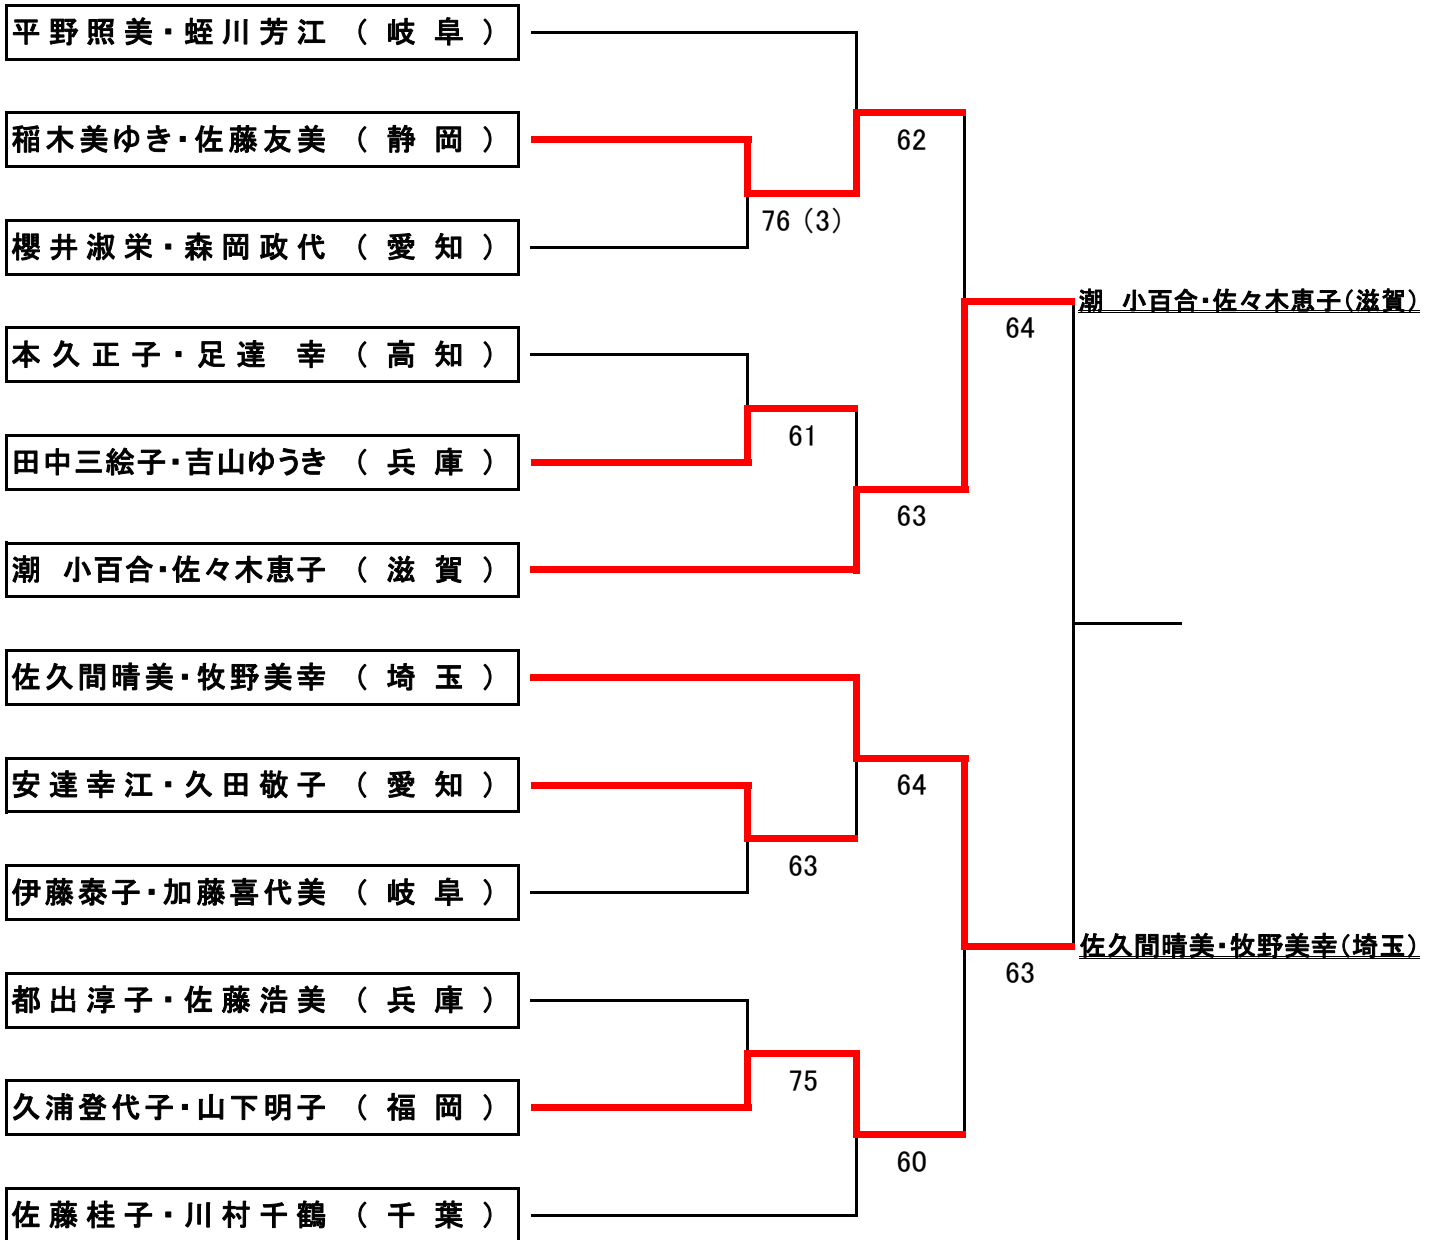 平野照美・蛭川芳江（岐阜）
62
稲木美ゆき・佐藤友美（静岡）
76（3）
櫻井淑栄・森岡政代（愛知）
潮　小百合・佐々木恵子（滋賀）
64
本久正子・足達　幸（高知）
61
田中三絵子・吉山ゆうき（兵庫）
63
潮　小百合・佐々木恵子（滋賀）
佐久間晴美・牧野美幸（埼玉）
安達幸江・久田敬子（愛知）
64
63
伊藤泰子・加藤喜代美（岐阜）
佐久間晴美・牧野美幸（埼玉）
63
都出淳子・佐藤浩美（兵庫）
75
久浦登代子・山下明子（福岡）
60
佐藤桂子・川村千鶴（千葉）